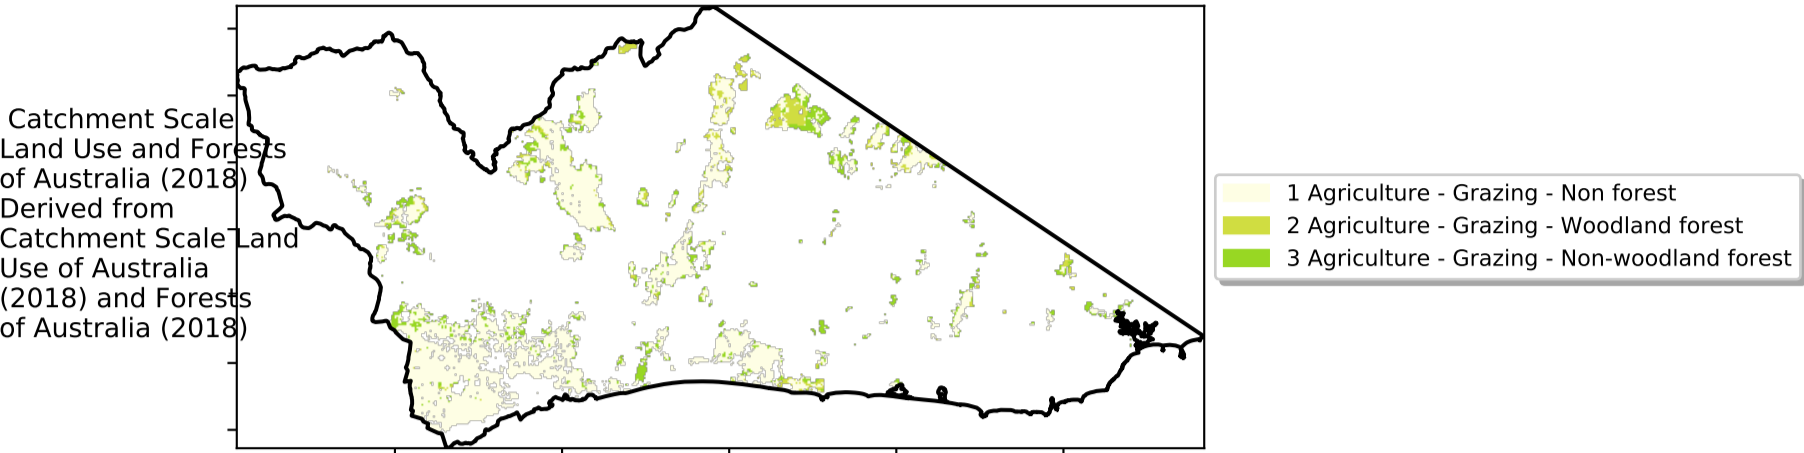 Catchment Scale
Land Use and Forests
of Australia (2018)
Derived from
Catchment Scale Land
Use of Australia
(2018) and Forests
of Australia (2018)
1 Agriculture - Grazing - Non forest
2 Agriculture - Grazing - Woodland forest
3 Agriculture - Grazing - Non-woodland forest